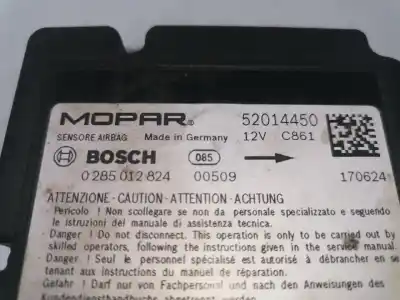 MOPAR® 52014450
SENSORE AIRBAG Made in Germany 12V C861
BOSCH 085
0 285 012 824 00509 170624
ATTENZIONE-CAUTION-ATTENTION-ACHTUNG
- Pericolo ! Non scollegare se non da personale specializzato e seguendo
le istruzioni del manuale di assistenza tecnica.
- Danger ! Do not disconnect. This operation is only to be carried out by
skilled operators, following the instructions given in the service manual.
- Danger ! Seul le personnel spécialisé est autorisé à débrancher en se
tenant aux instructions du manuel de réparation.
- Gefahr ! Darf nur von Fachpersonal und nach den Anweisungen des
Kundendiensthandbuchs abgetrennt werden